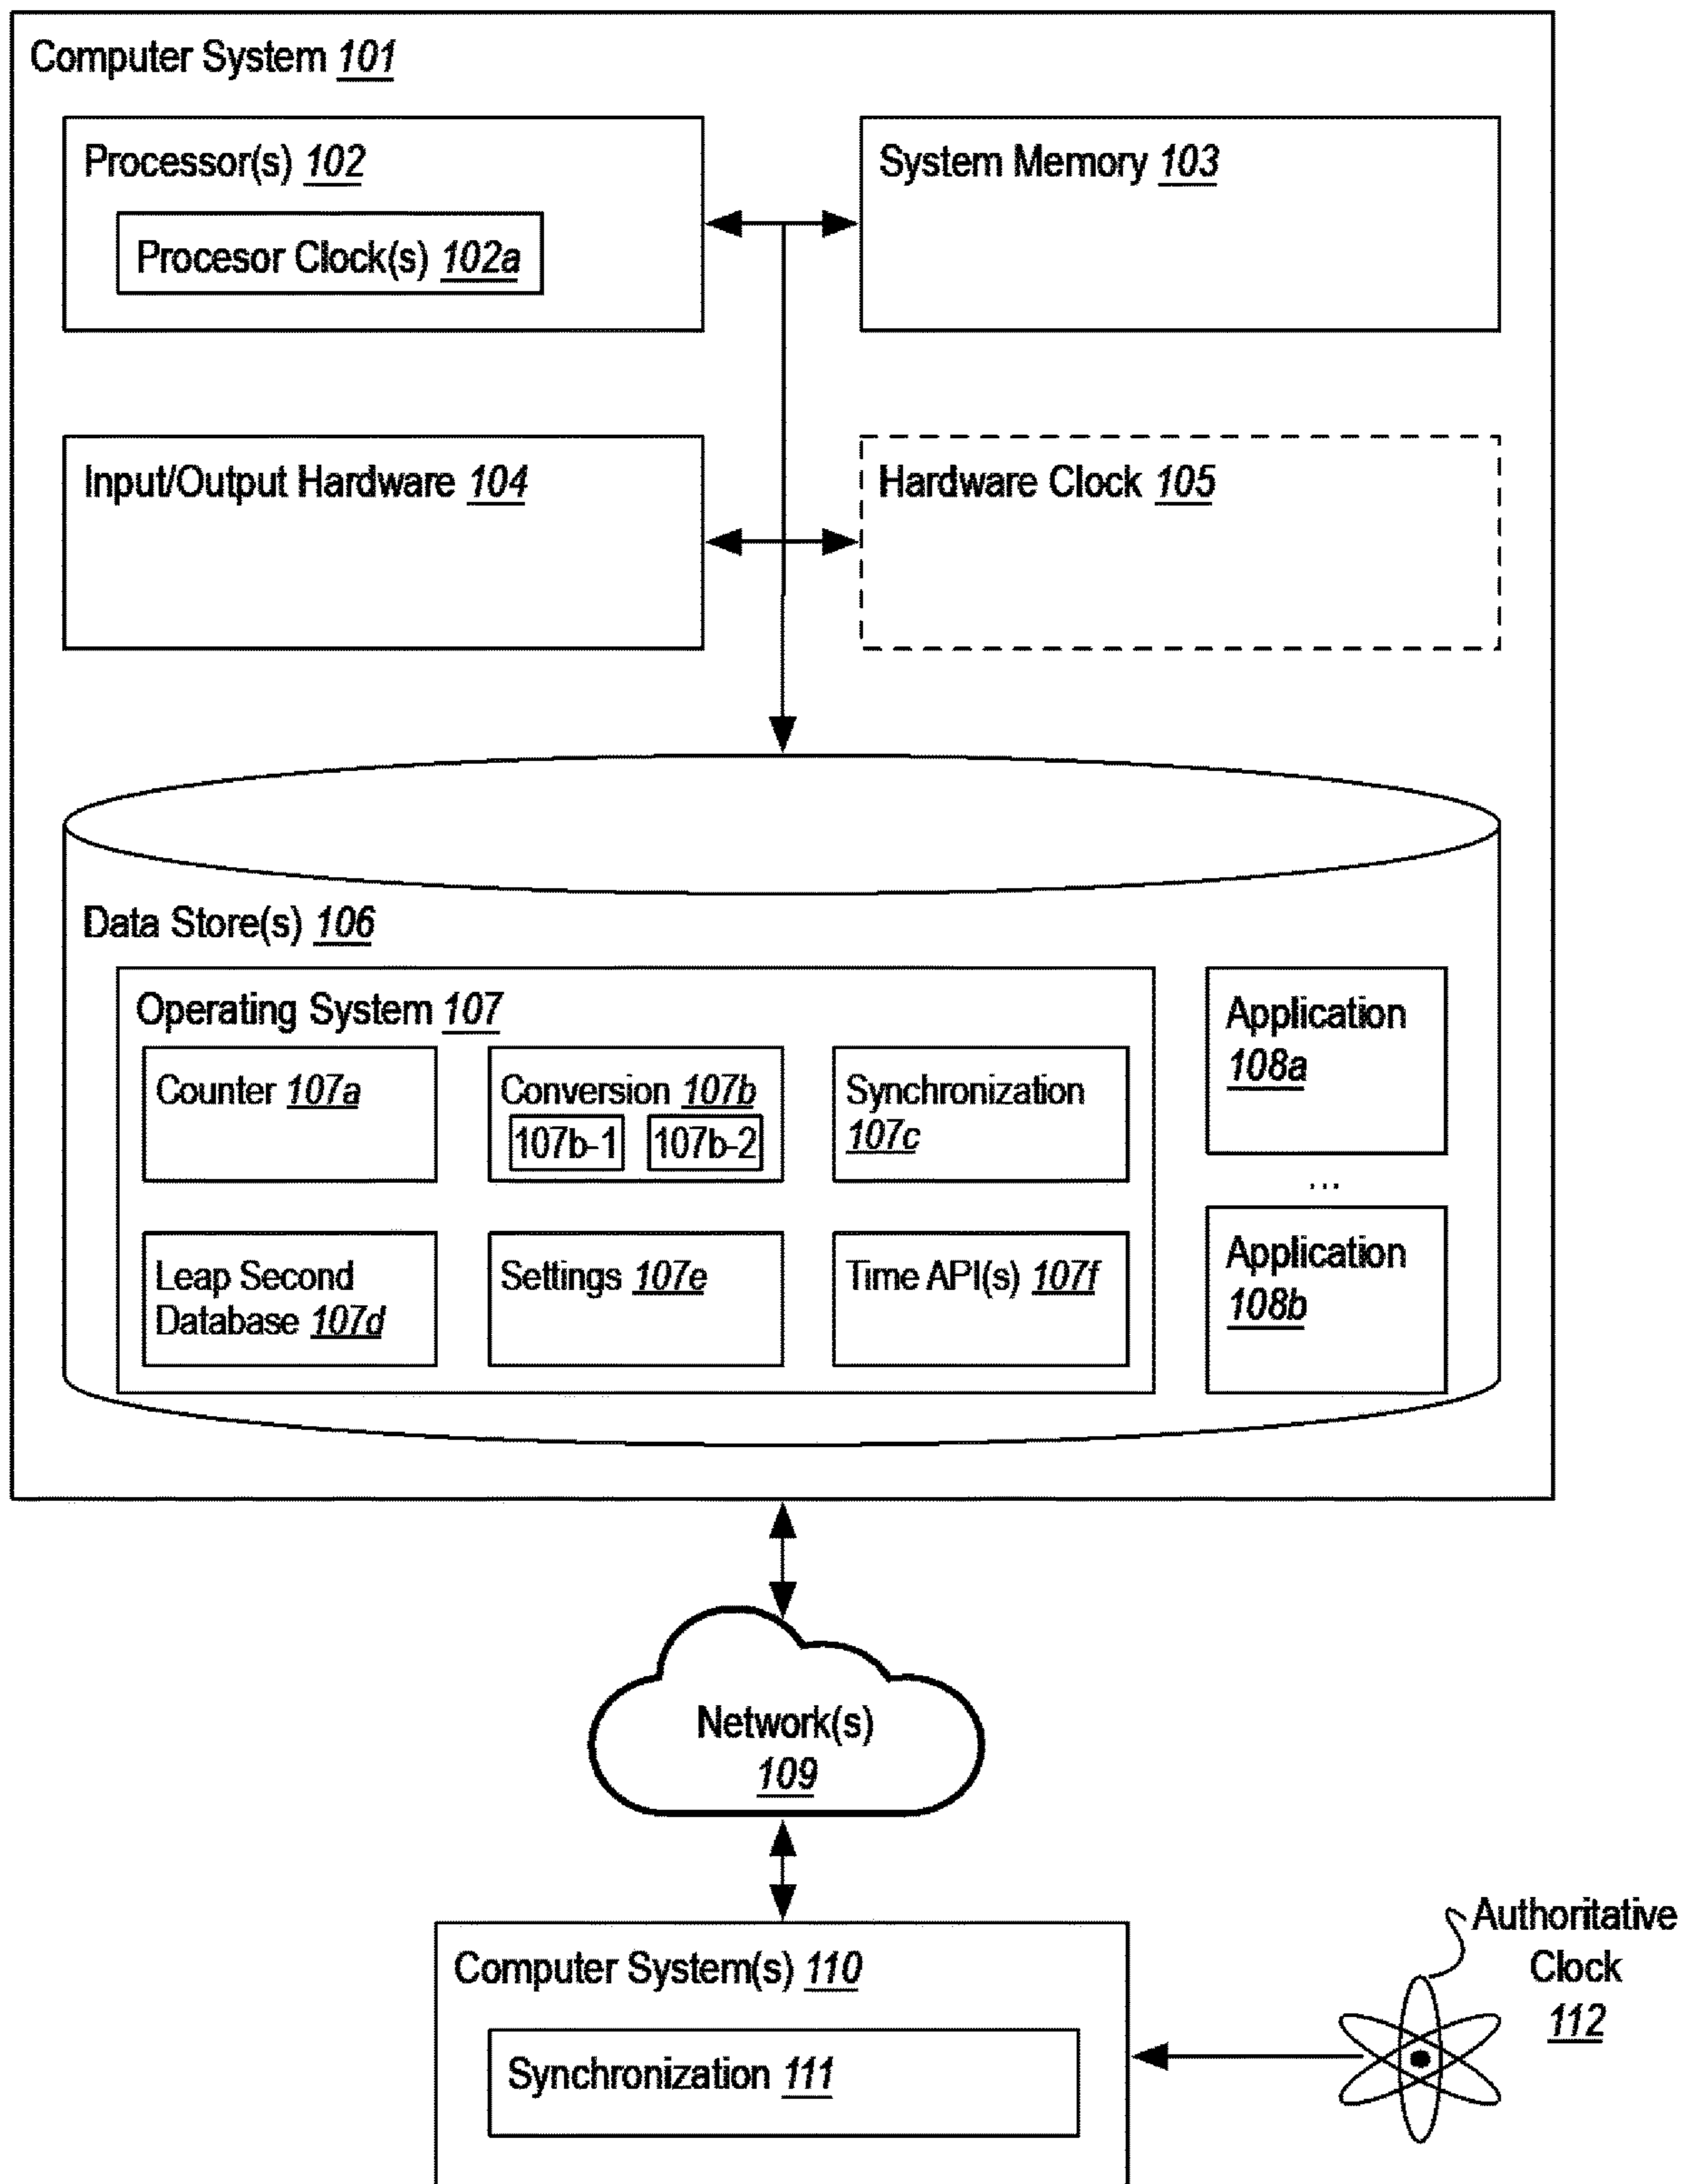 Computer System 101
Processor(s) 102
Procesor Clock(s) 102a
System Memory 103
Input/Output Hardware 104
Hardware Clock 105
Data Store(s) 106
Operating System 107
Counter 107a
Conversion 107b
107b-1
107b-2
Synchronization
107c
Leap Second
Database 107d
Settings 107e
Time API(s) 107f
Application
108a
...
Application
108b
Network(s)
109
Computer System(s) 110
Synchronization 111
Authoritative
Clock
112